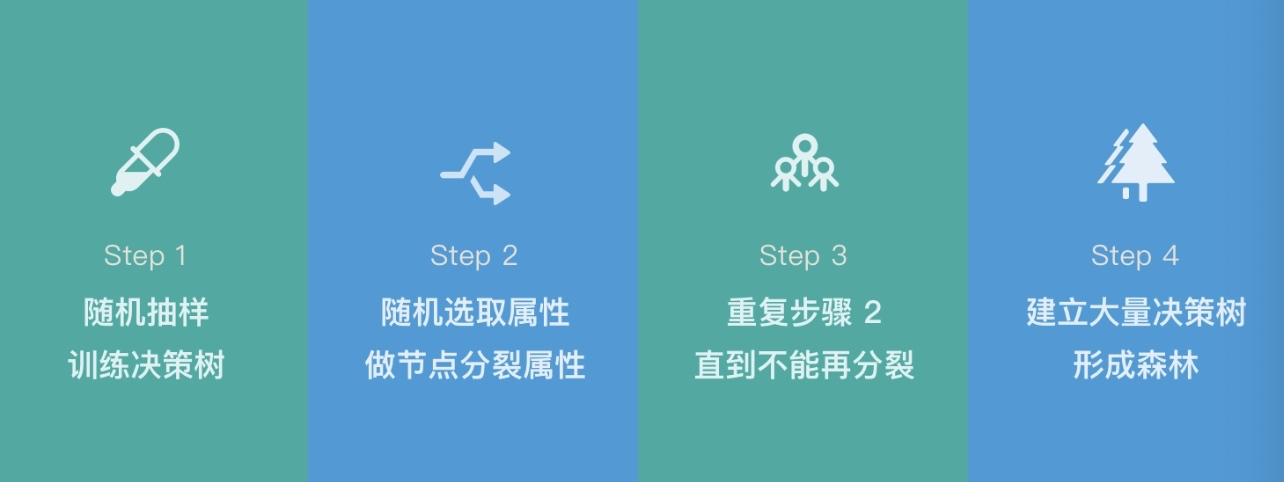 Step 1
随机抽样
训练决策树
Step 2
随机选取属性
做节点分裂属性
Step 3
重复步骤 2
直到不能再分裂
Step 4
建立大量决策树
形成森林